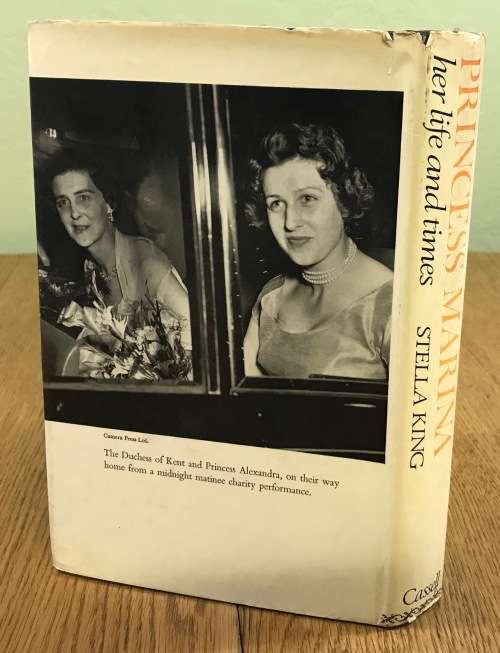 Camera Press Ltd.
The Duchess of Kent and Princess Alexandra, on their way
home from a midnight matinee charity performance.
PRINCESS MARINA
her life and times
STELLA KING
Cassell